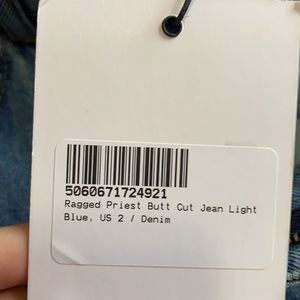 5060671724921
Ragged Priest Butt Cut Jean Light
Blue, US 2 / Denim